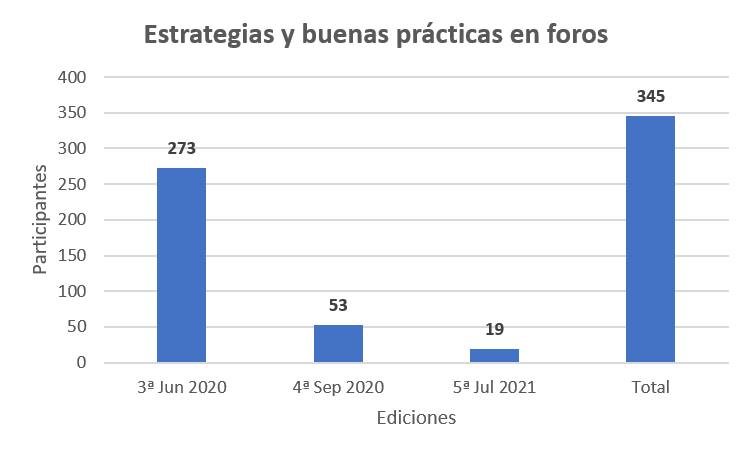 Estrategias y buenas prácticas en foros
Participantes
400
350
300
250
200
150
100
50
0
273
53
19
345
3ª Jun 2020
4ª Sep 2020
5ª Jul 2021
Total
Ediciones